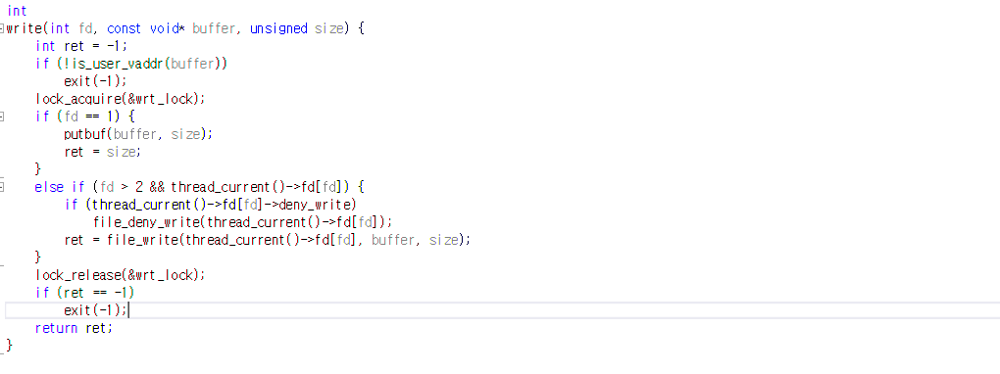 int
write(int fd, const void* buffer, unsigned size) {
    int ret = -1;
    if (!is_user_vaddr(buffer))
        exit(-1);
    lock_acquire(&wrt_lock);
    if (fd == 1) {
        putbuf(buffer, size);
        ret = size;
    }
    else if (fd > 2 && thread_current()->fd[fd]) {
        if (thread_current()->fd[fd]->deny_write)
            file_deny_write(thread_current()->fd[fd]);
        ret = file_write(thread_current()->fd[fd], buffer, size);
    }
    lock_release(&wrt_lock);
    if (ret == -1)
        exit(-1);
    return ret;
}